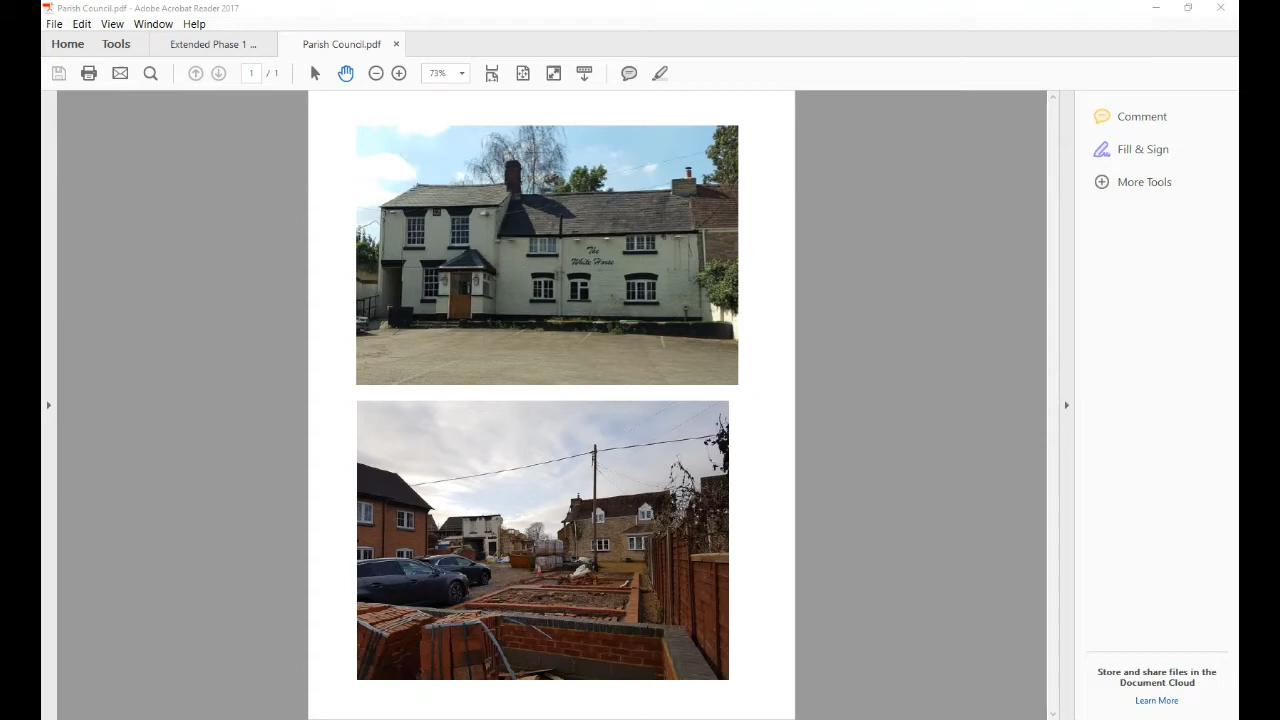 Parish Council.pdf - Adobe Acrobat Reader 2017
File Edit View Window Help
Home Tools Extended Phase 1 ... Parish Council.pdf
1 / 1 73%
Comment
Fill & Sign
More Tools
The
White Horse
Store and share files in the
Document Cloud
Learn More